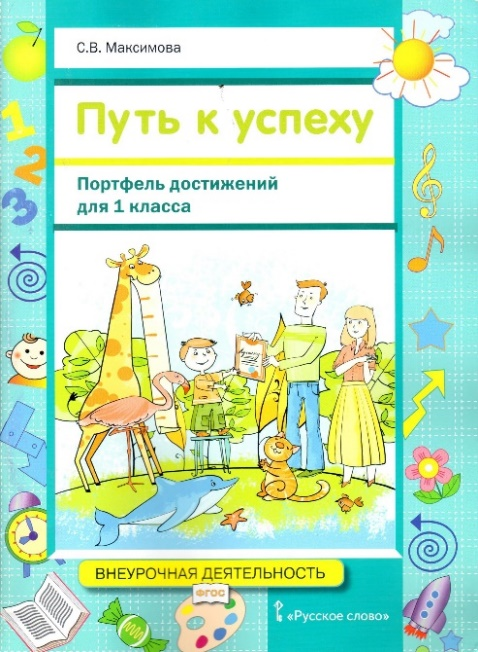 С.В. Максимова
Путь к успеху
Портфель достижений
для 1 класса
1
2
3
ВНЕУРОЧНАЯ ДЕЯТЕЛЬНОСТЬ
ФГОС
«Русское слово»